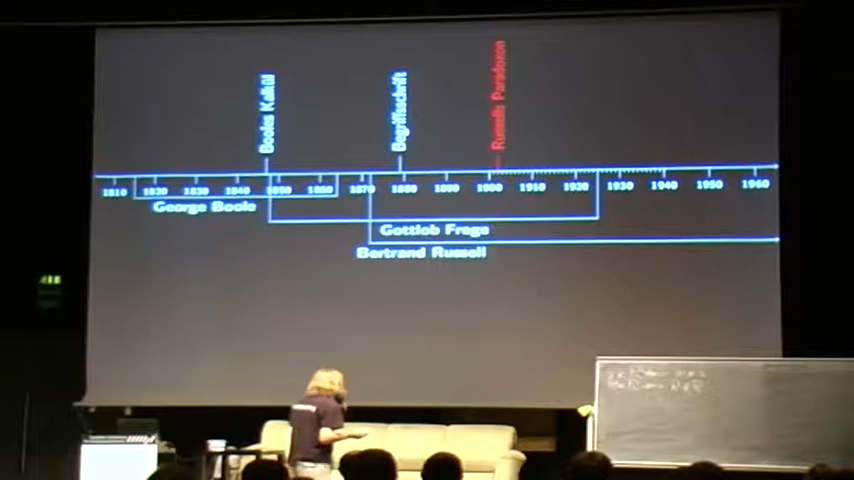 Booles Kalkül
Begriffsschrift
Russells Paradoxon
1810 1820 1830 1840 1850 1860 1870 1880 1890 1900 1910 1920 1930 1940 1950 1960
George Boole
Gottlob Frege
Bertrand Russell